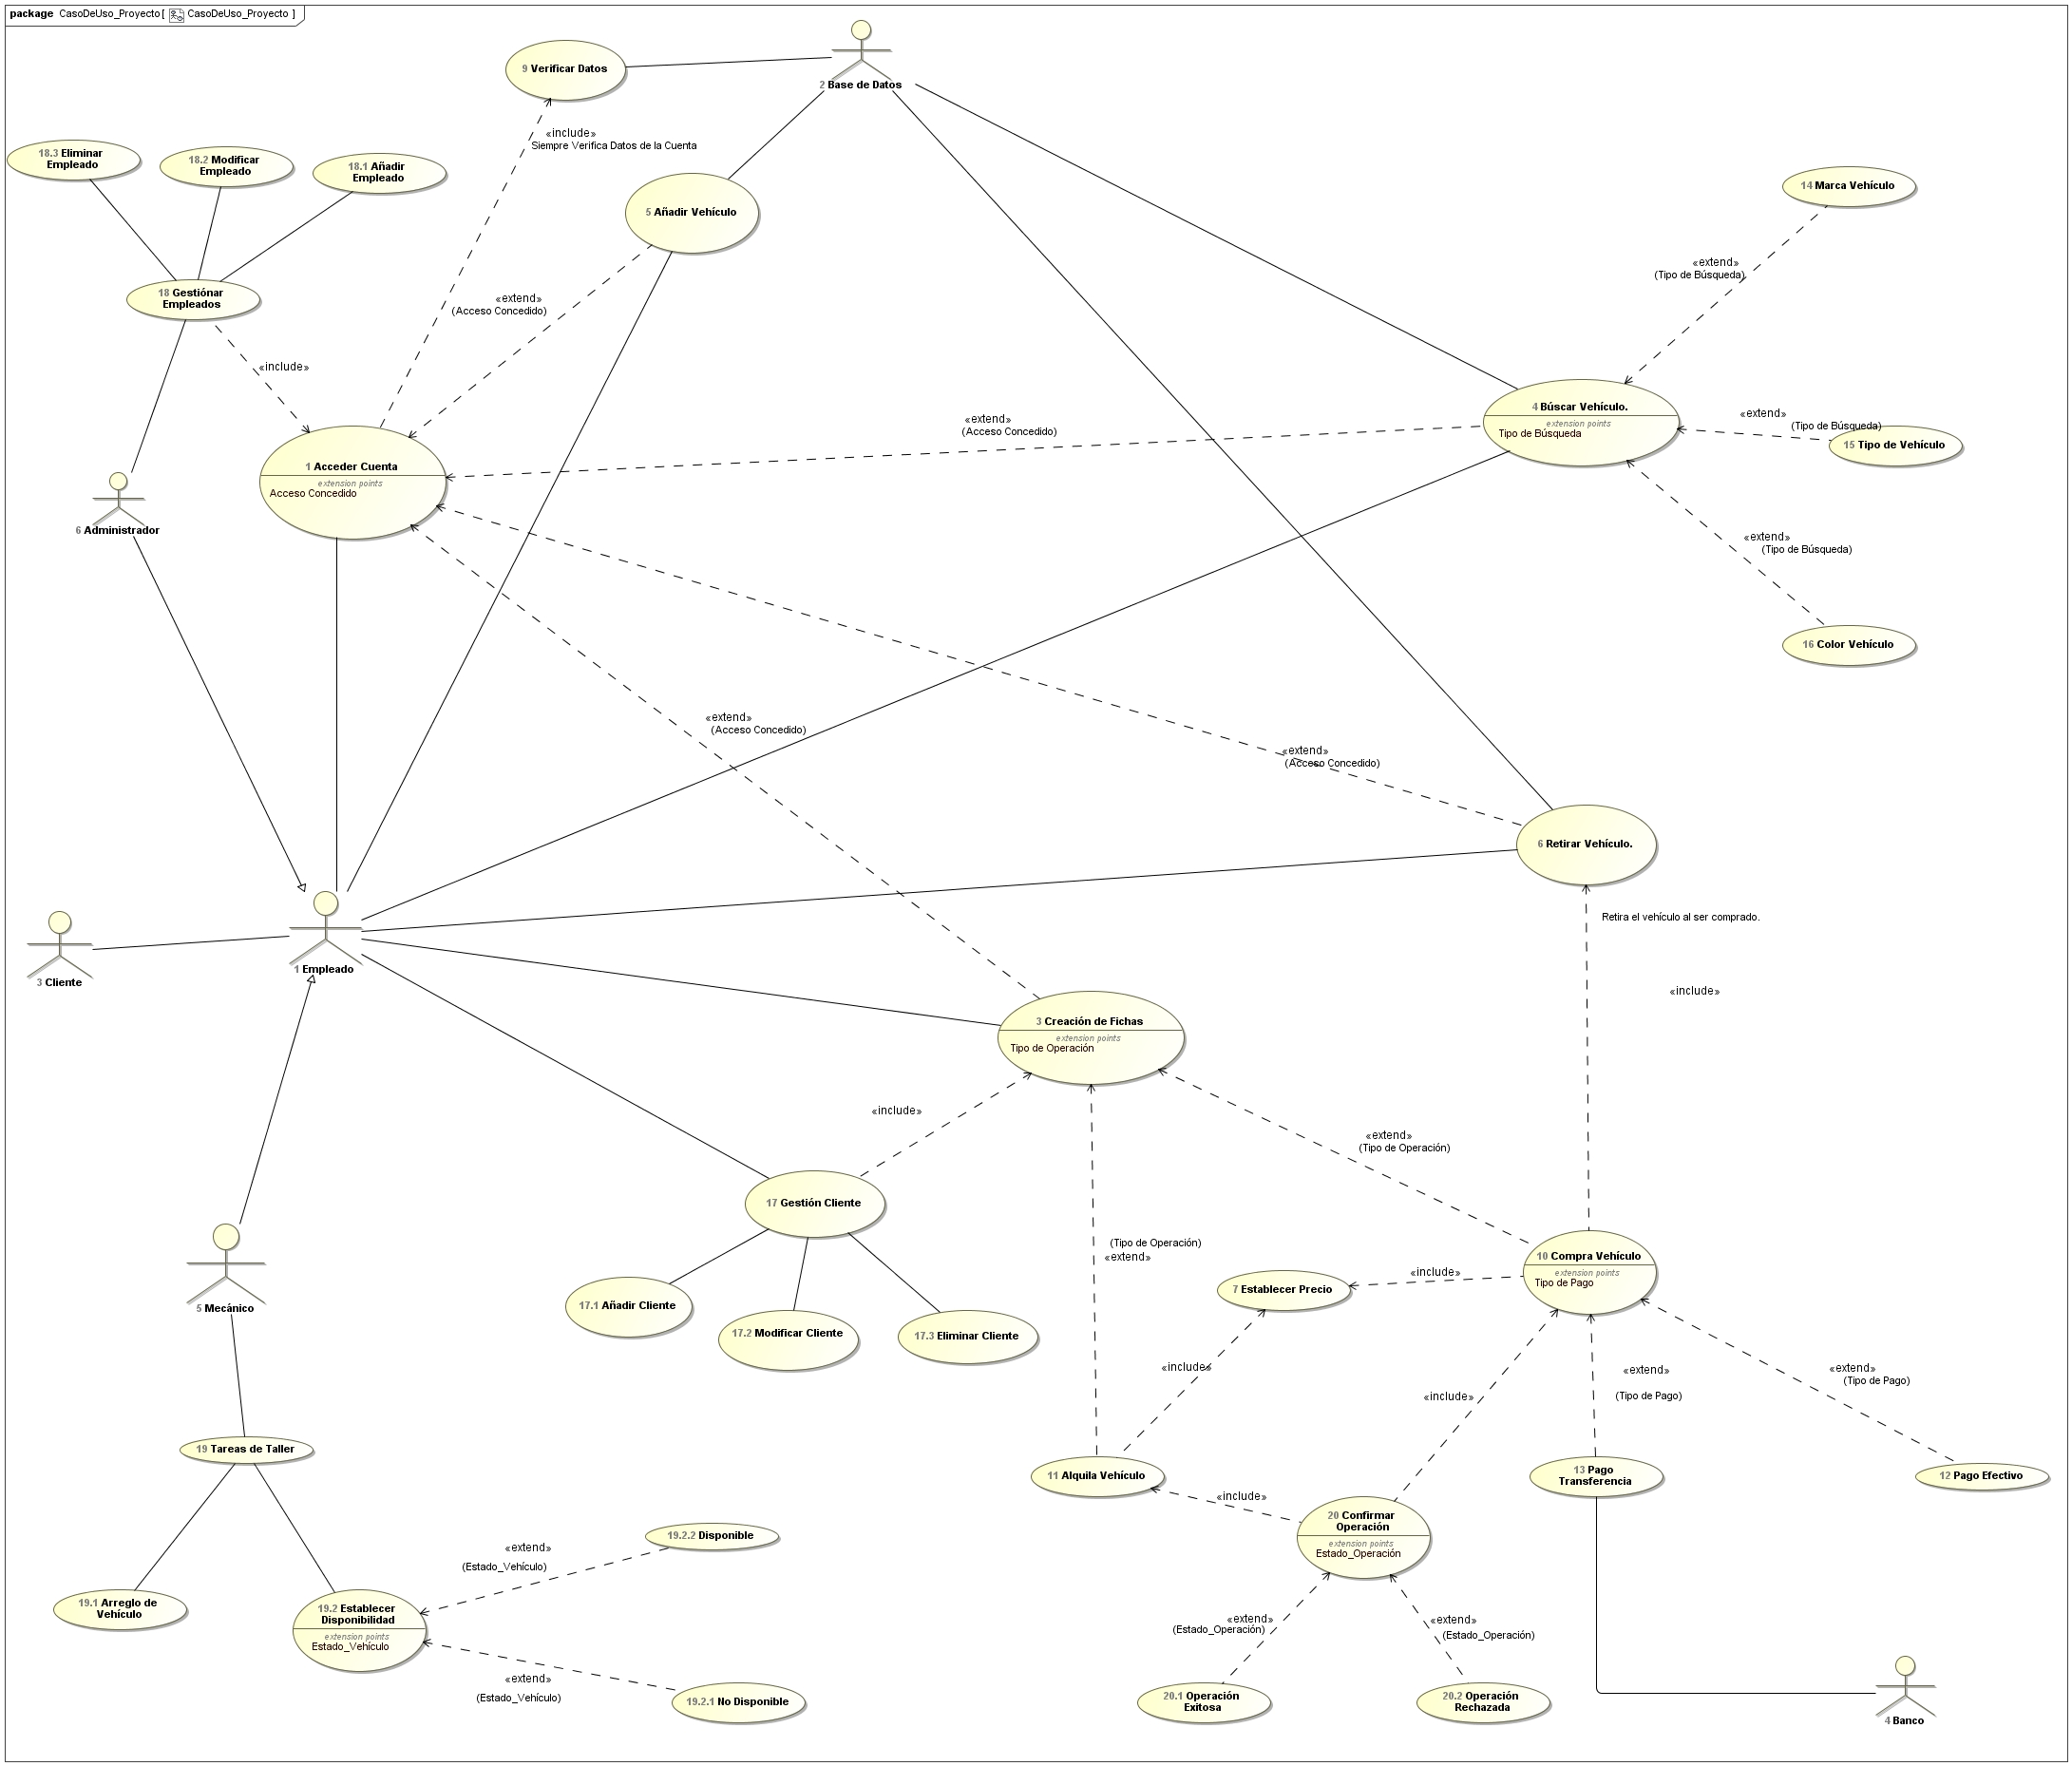 package CasoDeUso_Proyecto[ CasoDeUso_Proyecto ]
9 Verificar Datos
2 Base de Datos
«include»
Siempre Verifica Datos de la Cuenta
18.3 Eliminar
Empleado
18.2 Modificar
Empleado
18.1 Añadir
Empleado
5 Añadir Vehículo
14 Marca Vehículo
«extend»
(Tipo de Búsqueda)
18 Gestiónar
Empleados
«extend»
(Acceso Concedido)
«include»
4 Búscar Vehículo.
extension points
Tipo de Búsqueda
«extend»
(Tipo de Búsqueda)
15 Tipo de Vehículo
«extend»
(Acceso Concedido)
1 Acceder Cuenta
extension points
Acceso Concedido
6 Administrador
«extend»
(Tipo de Búsqueda)
16 Color Vehículo
«extend»
(Acceso Concedido)
«extend»
(Acceso Concedido)
6 Retirar Vehículo.
Retira el vehículo al ser comprado.
3 Cliente
1 Empleado
«include»
3 Creación de Fichas
extension points
Tipo de Operación
«include»
«extend»
(Tipo de Operación)
17 Gestión Cliente
(Tipo de Operación)
«extend»
10 Compra Vehículo
extension points
Tipo de Pago
«include»
7 Establecer Precio
5 Mecánico
17.1 Añadir Cliente
17.2 Modificar Cliente
17.3 Eliminar Cliente
«include»
«include»
«extend»
(Tipo de Pago)
«extend»
(Tipo de Pago)
19 Tareas de Taller
11 Alquila Vehículo
13 Pago
Transferencia
12 Pago Efectivo
«include»
20 Confirmar
Operación
extension points
Estado_Operación
19.2.2 Disponible
«extend»
(Estado_Vehículo)
19.1 Arreglo de
Vehículo
19.2 Establecer
Disponibilidad
extension points
Estado_Vehículo
«extend»
(Estado_Operación)
«extend»
(Estado_Operación)
«extend»
(Estado_Vehículo)
19.2.1 No Disponible
20.1 Operación
Exitosa
20.2 Operación
Rechazada
4 Banco